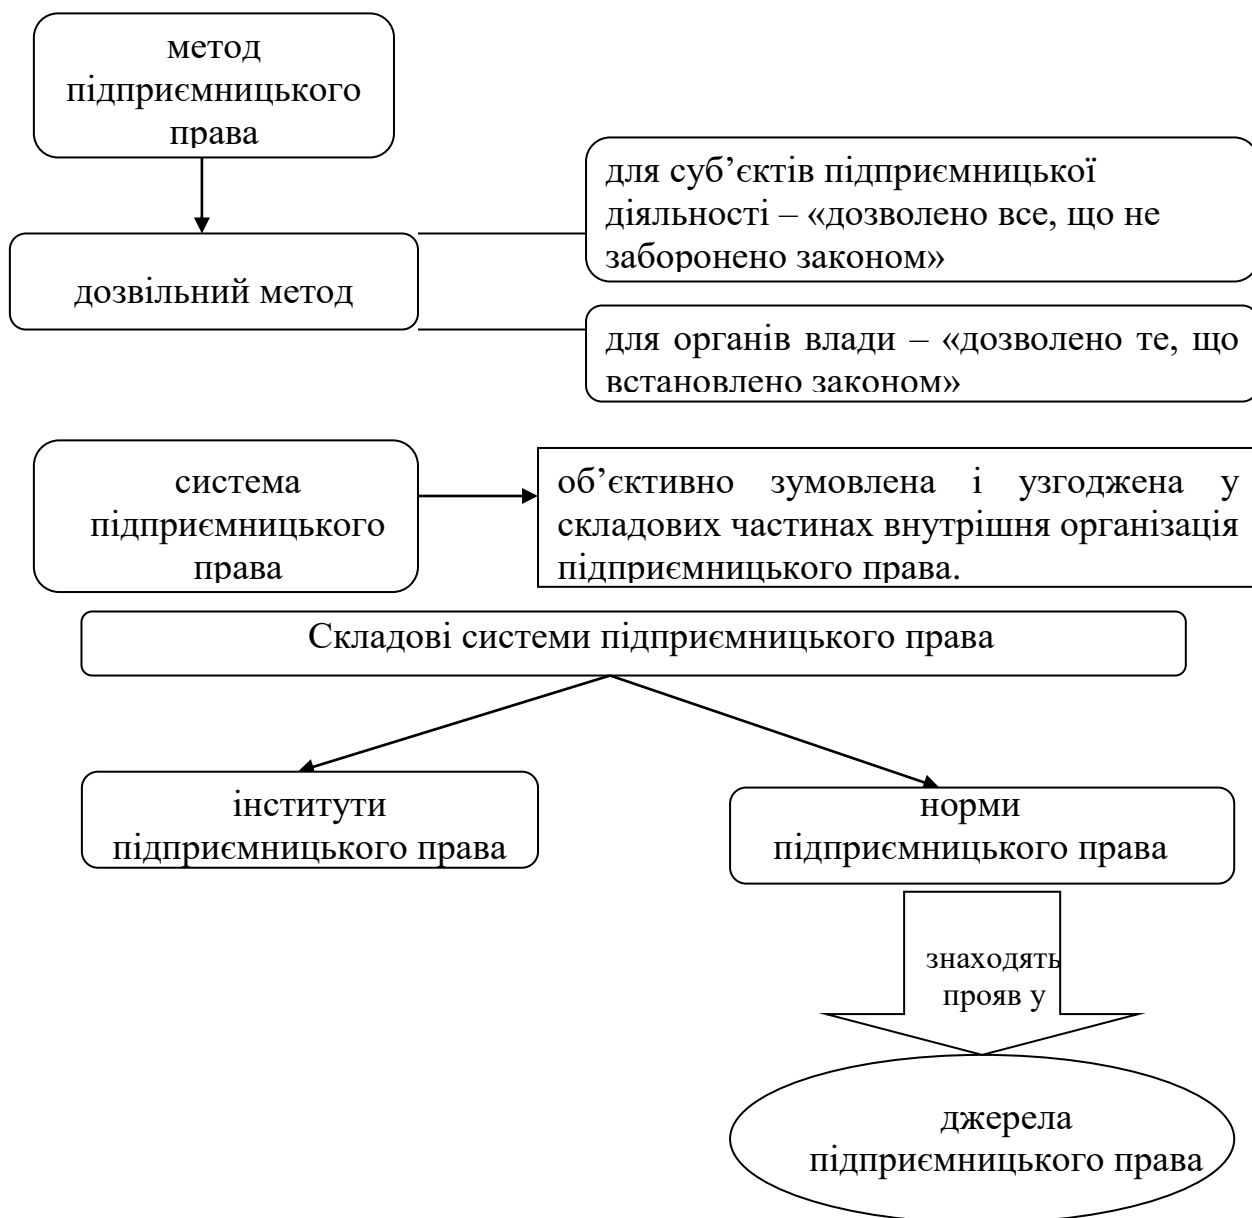 метод
підприємницького
права
для суб’єктів підприємницької
діяльності – «дозволено все, що не
заборонено законом»
дозвільний метод
для органів влади – «дозволено те, що
встановлено законом»
система
підприємницького
права
об’єктивно зумовлена і узгоджена у
складових частинах внутрішня організація
підприємницького права.
Складові системи підприємницького права
інститути
підприємницького права
норми
підприємницького права
знаходять
прояв у
джерела
підприємницького права